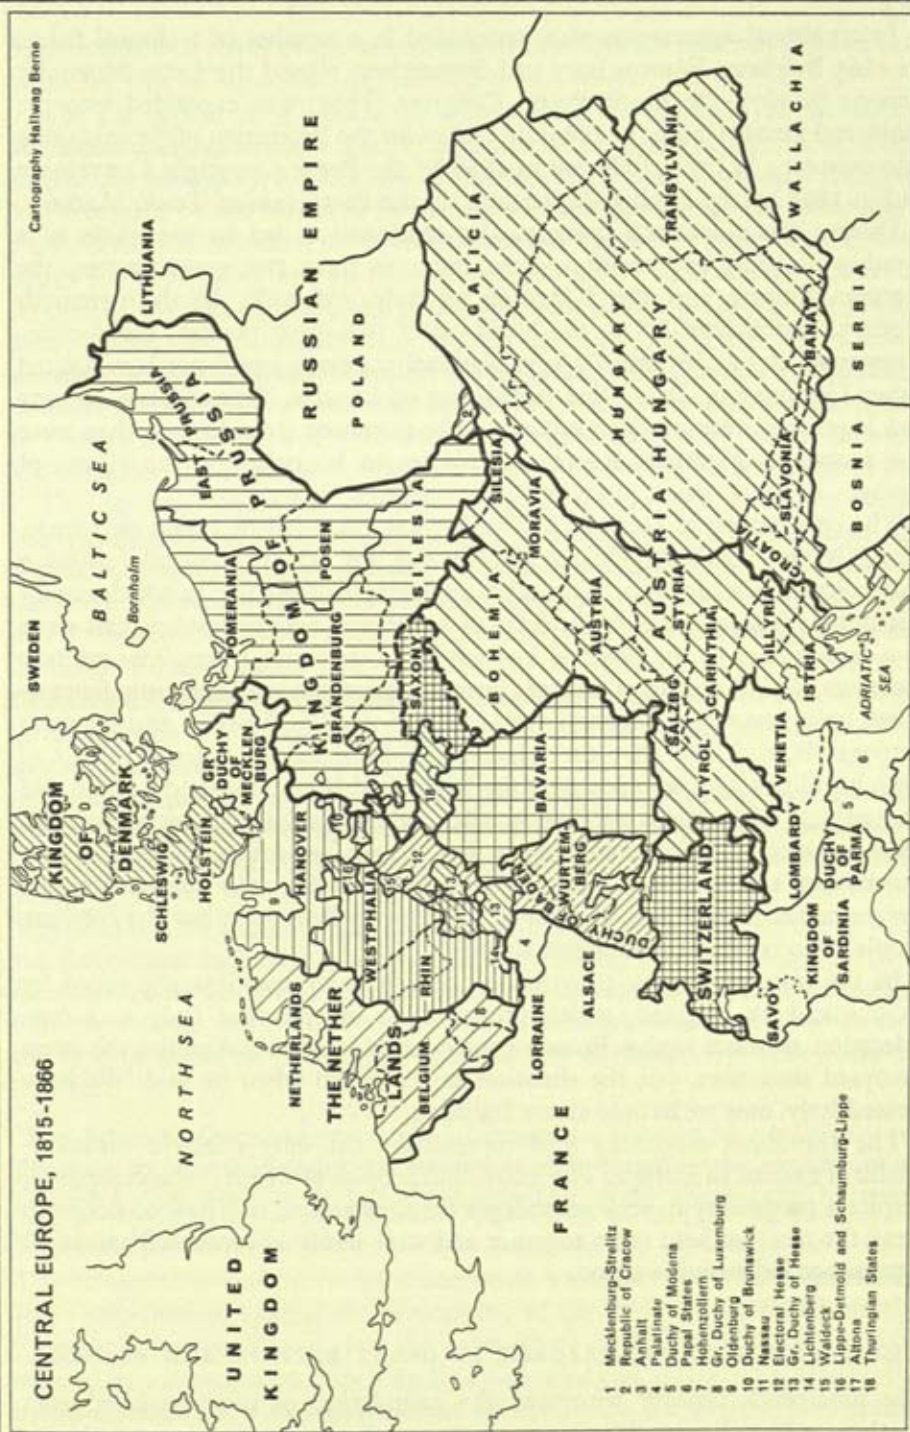 CENTRAL EUROPE, 1815-1866
Cartography Hallwag Bern
SWEDEN
BALTIC SEA
Bornholm
LITHUANIA
KINGDOM
OF
DENMARK
SCHLESWIG
HOLSTEIN
NORTH SEA
UNITED
KINGDOM
GR.
DUCHY
OF
MECKLEN
BURG
POMERANIA
EAST PRUSSIA
KINGDOM OF PRUSSIA
RUSSIAN EMPIRE
POLAND
HANOVER
BRANDENBURG
POSEN
NETHERLANDS
THE NETHER
LANDS
BELGIUM
WESTPHALIA
RHIN
SAXONY
SILESIA
SILESIA
GALICIA
BOHEMIA
MORAVIA
LORRAINE
ALSACE
FRANCE
DUCHY OF BADEN
WURTEM
BERG
BAVARIA
AUSTRIA
AUSTRIA-HUNGARY
HUNGARY
TRANSYLVANIA
SWITZERLAND
TYROL
SALZBG
CARINTHIA
STYRIA
ILLYRIA
CROATIA
SLAVONIA
BANAT
WALLACHIA
SAVOY
KINGDOM
OF
SARDINIA
LOMBARDY
VENETIA
ISTRIA
DUCHY
OF
PARMA
ADRIATIC
SEA
BOSNIA
SERBIA
1 Mecklenburg-Strelitz
2 Republic of Cracow
3 Anhalt
4 Palatinate
5 Duchy of Modena
6 Papal States
7 Hohenzollern
8 Gr. Duchy of Luxemburg
9 Oldenburg
10 Duchy of Brunswick
11 Nassau
12 Electoral Hesse
13 Gr. Duchy of Hesse
14 Lichtenberg
15 Waldeck
16 Lippe-Detmold and Schaumburg-Lippe
17 Altona
18 Thuringian States